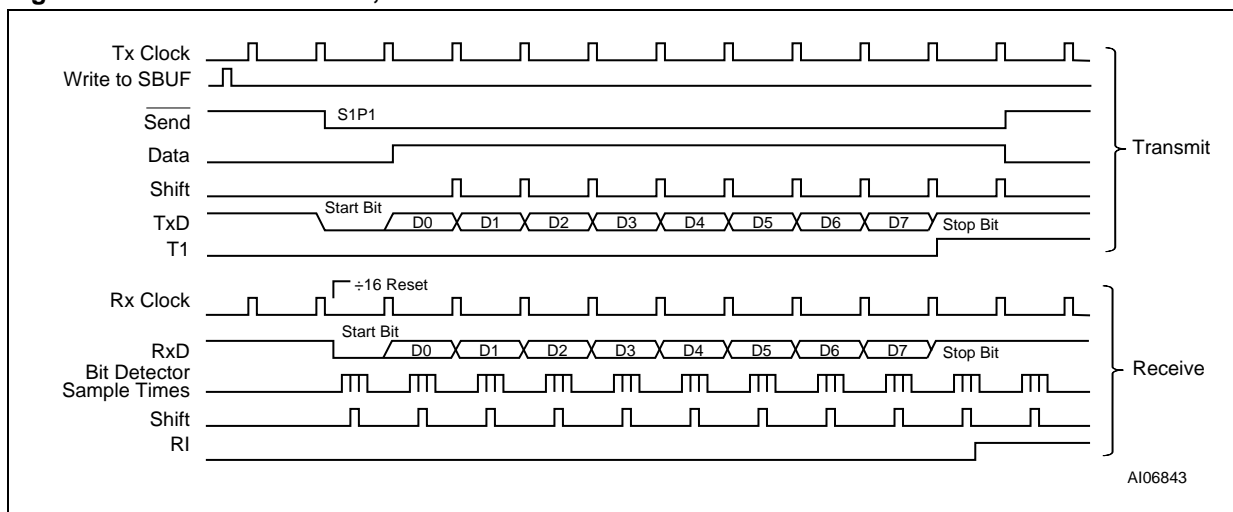 Tx Clock
Write to SBUF
Send
S1P1
Data
Shift
TxD
Start Bit
D0 D1 D2 D3 D4 D5 D6 D7
Stop Bit
T1
Transmit
÷16 Reset
Rx Clock
Start Bit
RxD
D0 D1 D2 D3 D4 D5 D6 D7
Stop Bit
Bit Detector
Sample Times
Shift
RI
Receive
AI06843